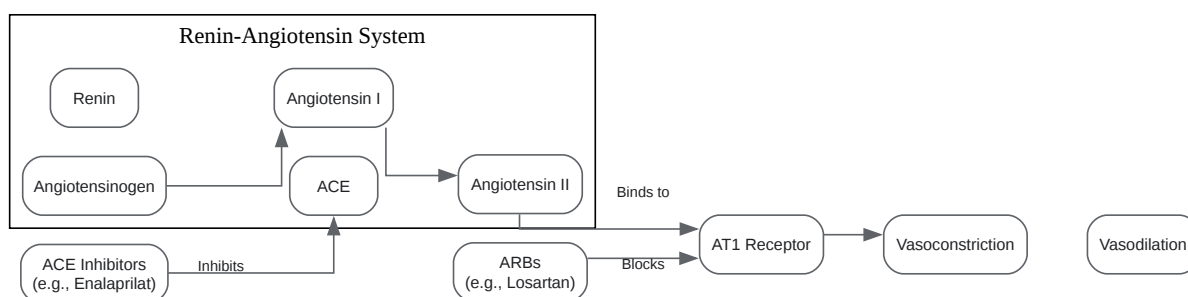 Renin-Angiotensin System
Renin
Angiotensin I
Angiotensinogen
ACE
Angiotensin II
Binds to
AT1 Receptor
Vasoconstriction
Vasodilation
ACE Inhibitors
(e.g., Enalaprilat)
Inhibits
ARBs
(e.g., Losartan)
Blocks